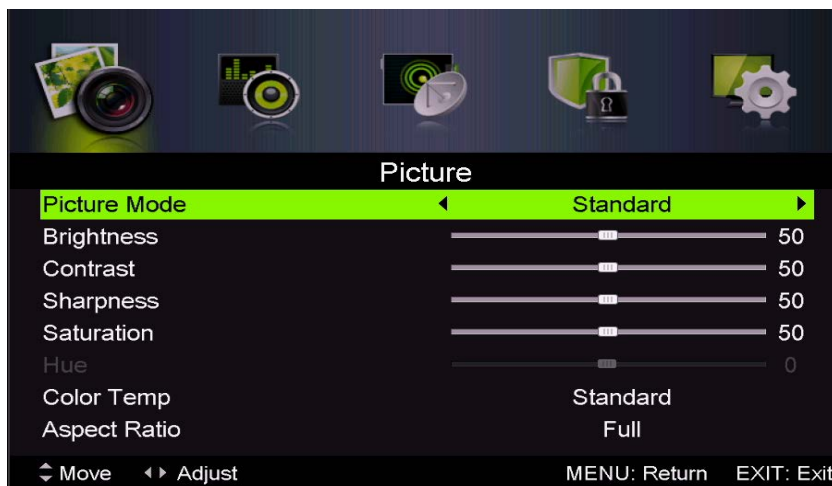 Picture
Picture Mode Standard
Brightness 50
Contrast 50
Sharpness 50
Saturation 50
Hue 0
Color Temp Standard
Aspect Ratio Full
Move Adjust MENU: Return EXIT: Exit